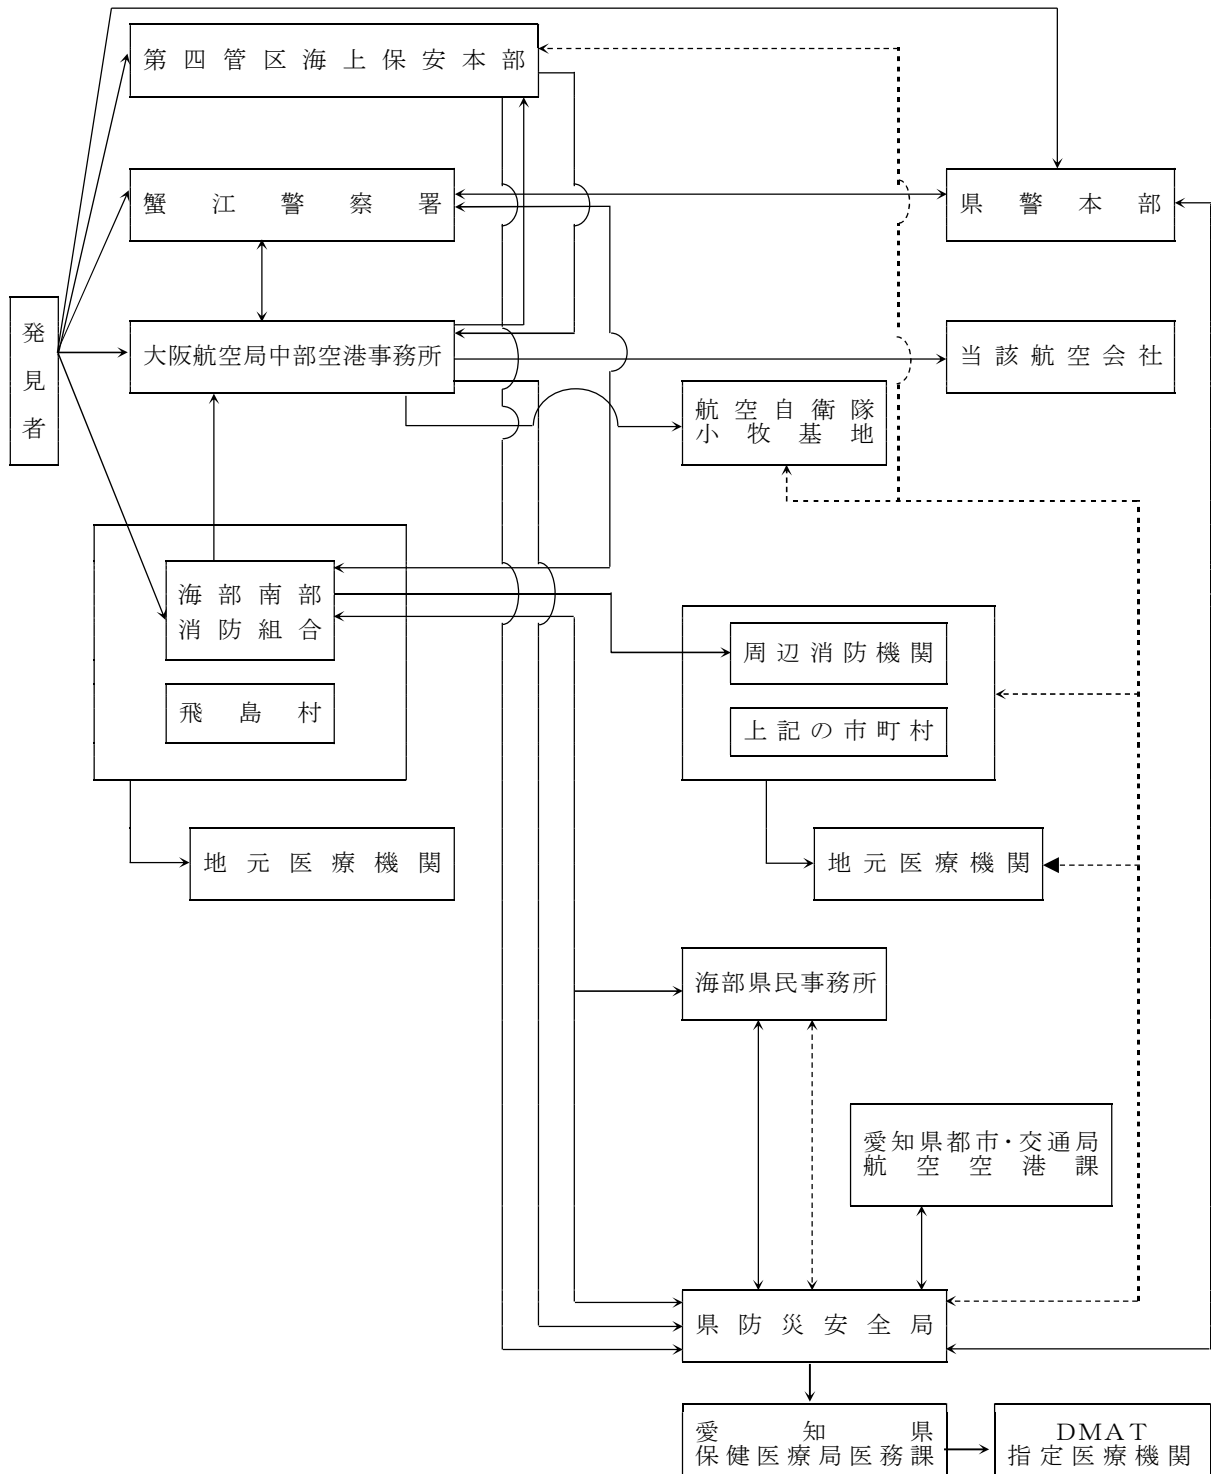 第四管区海上保安本部
蟹江警察署
県警本部
発見者
大阪航空局中部空港事務所
当該航空会社
航空自衛隊
小牧基地
海部南部
消防組合
周辺消防機関
飛島村
上記の市町村
地元医療機関
地元医療機関
海部県民事務所
愛知県都市・交通局
航空空港課
県防災安全局
愛知県
保健医療局医務課
DMAT
指定医療機関